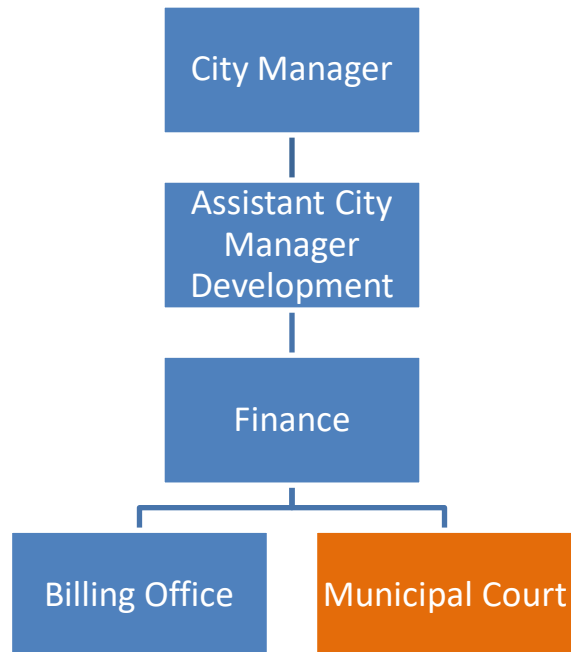 City Manager
Assistant City
Manager
Development
Finance
Billing Office
Municipal Court